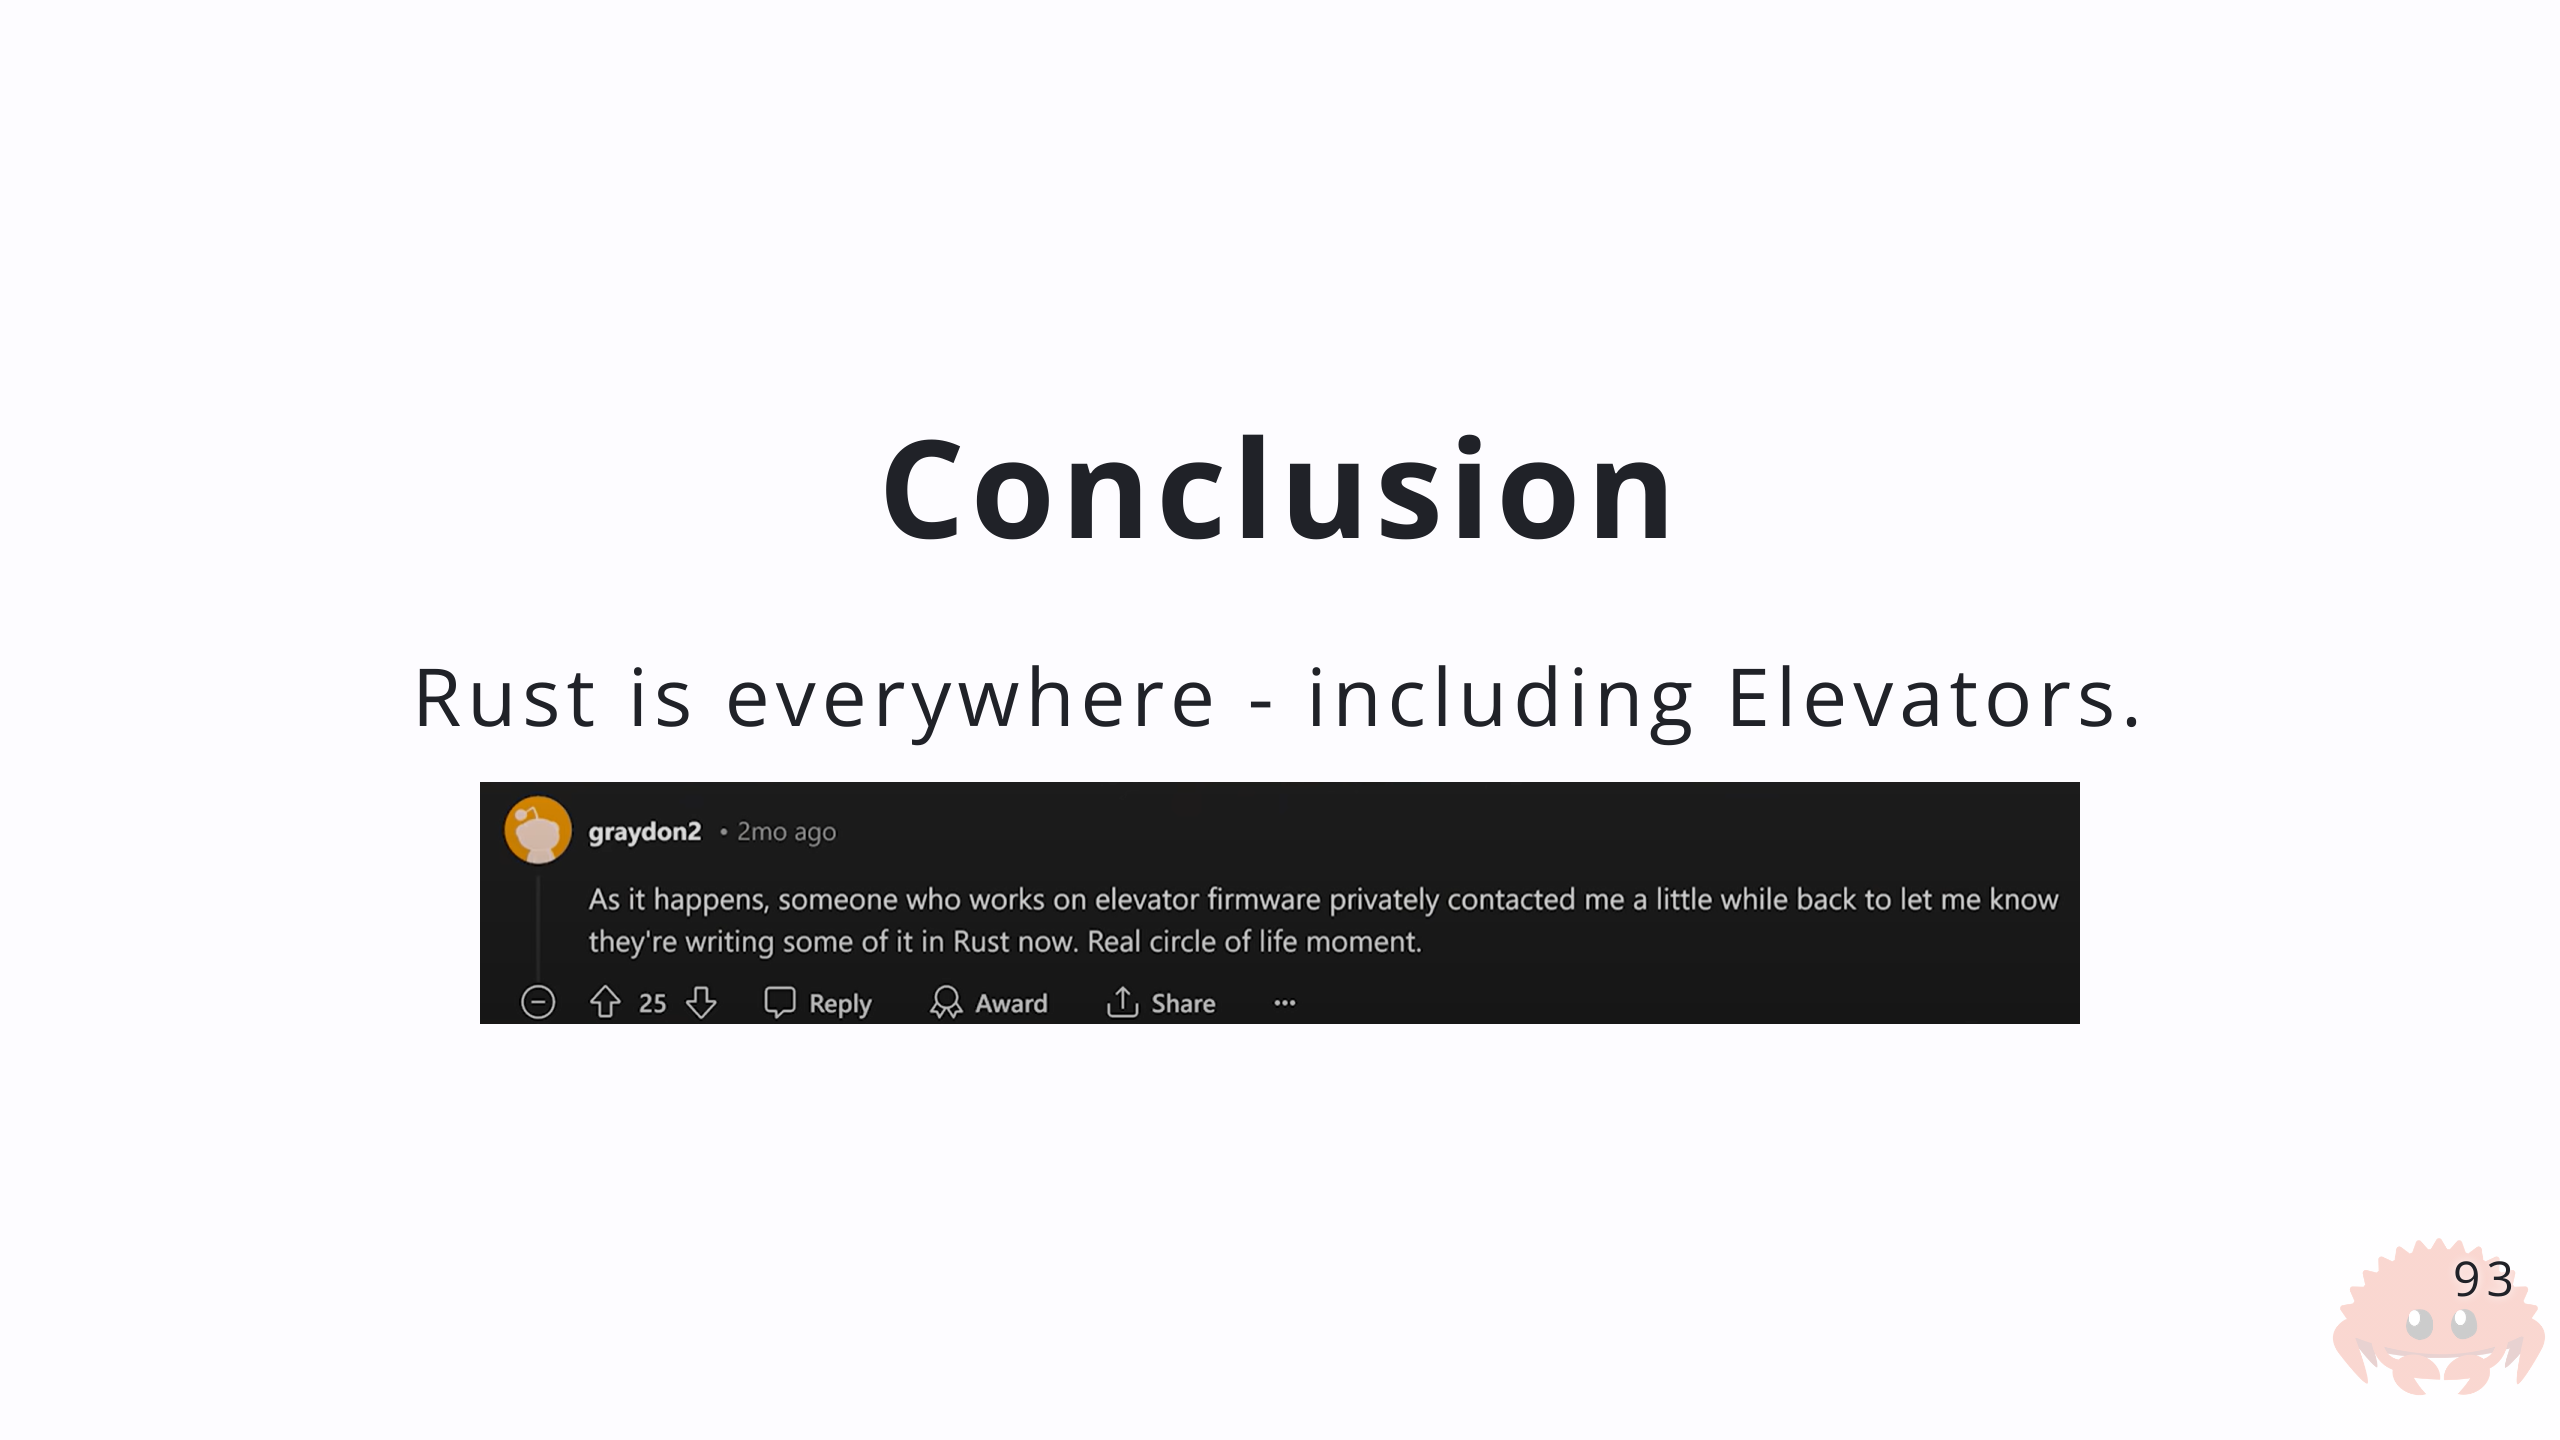 Conclusion
Rust is everywhere - including Elevators.
graydon2 • 2mo ago
As it happens, someone who works on elevator firmware privately contacted me a little while back to let me know
they're writing some of it in Rust now. Real circle of life moment.
25 Reply Award Share ···
93